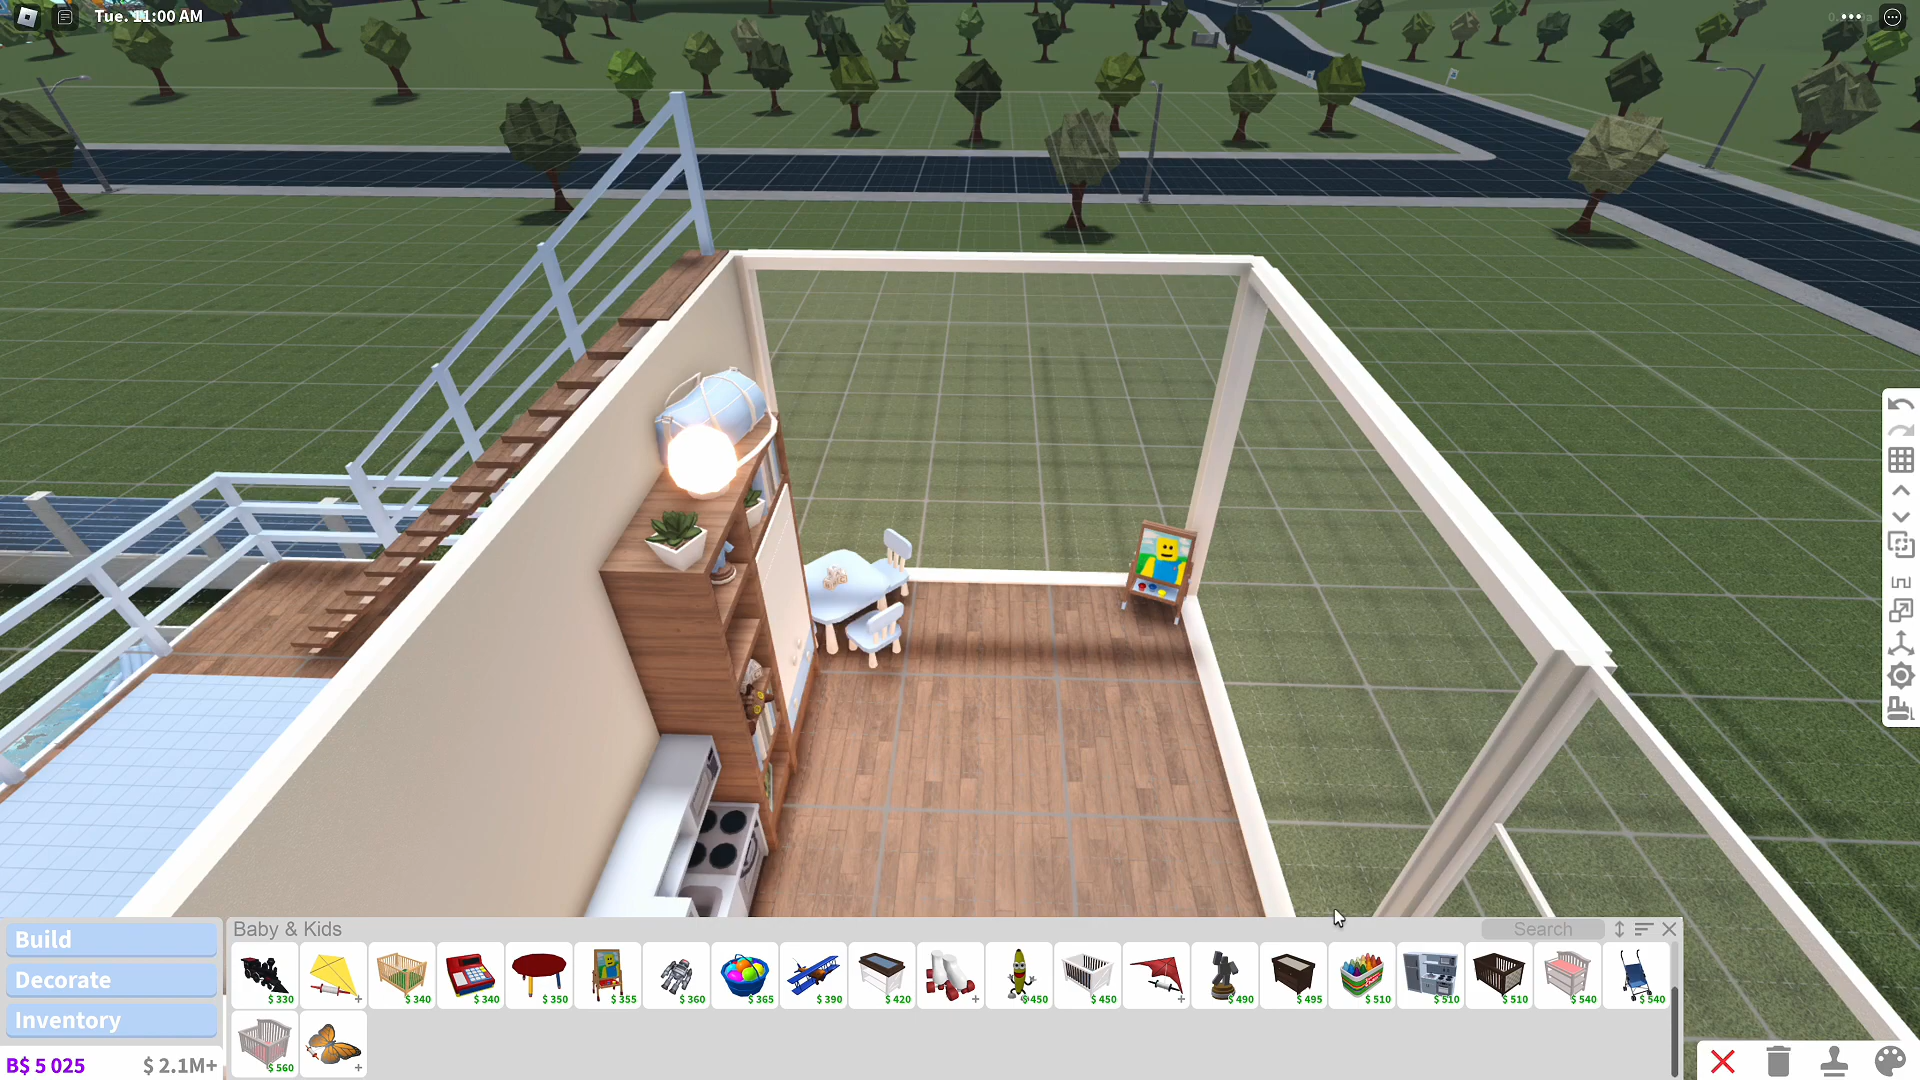 Tue. 11:00 AM
Build
Decorate
Inventory
B$ 5 025
$ 2.1M+
Baby & Kids
Search
$ 330
+
$ 340
$ 340
$ 350
$ 355
$ 360
$ 365
$ 390
$ 420
+
$ 450
$ 450
+
$ 490
$ 495
$ 510
$ 510
$ 510
$ 540
$ 540
$ 560
+